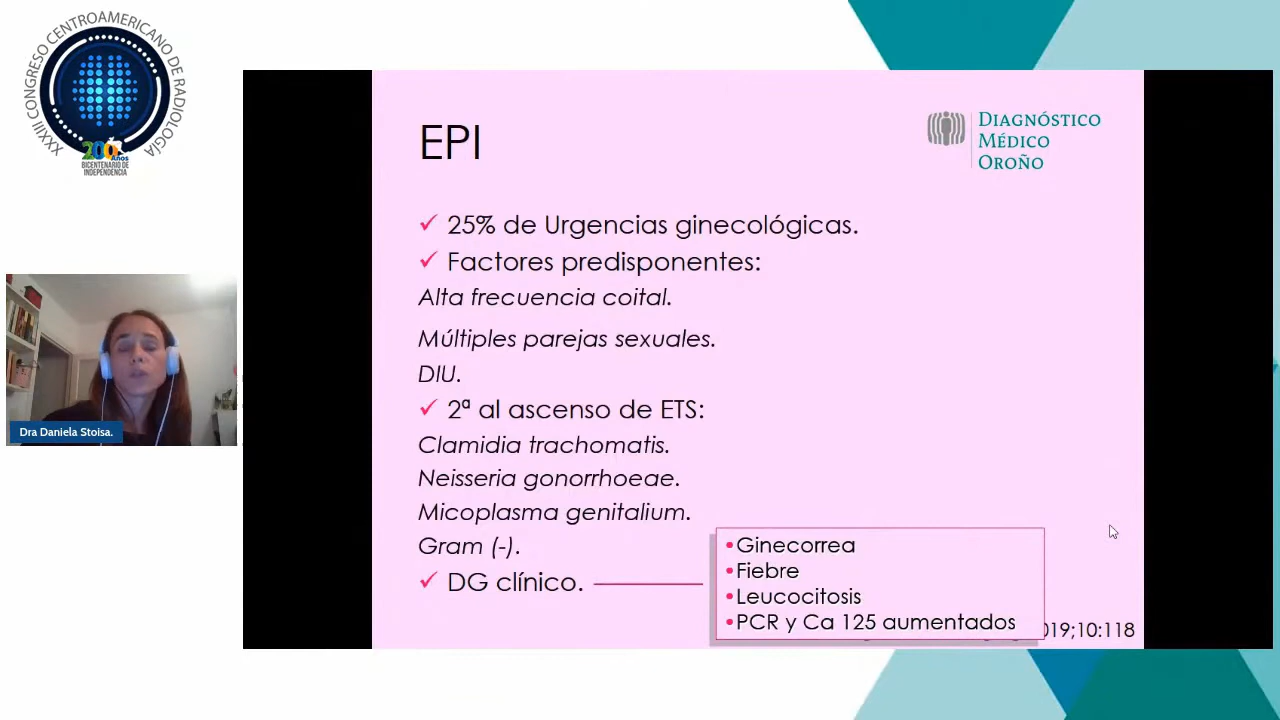 XXXIII CONGRESO CENTROAMERICANO DE RADIOLOGÍA
200 Años
BICENTENARIO DE
INDEPENDENCIA
Dra Daniela Stoisa.
DIAGNÓSTICO
MÉDICO
OROÑO
EPI
✓ 25% de Urgencias ginecológicas.
✓ Factores predisponentes:
Alta frecuencia coital.
Múltiples parejas sexuales.
DIU.
✓ 2ª al ascenso de ETS:
Clamidia trachomatis.
Neisseria gonorrhoeae.
Micoplasma genitalium.
Gram (-).
✓ DG clínico.
•Ginecorrea
•Fiebre
•Leucocitosis
•PCR y Ca 125 aumentados
019;10:118